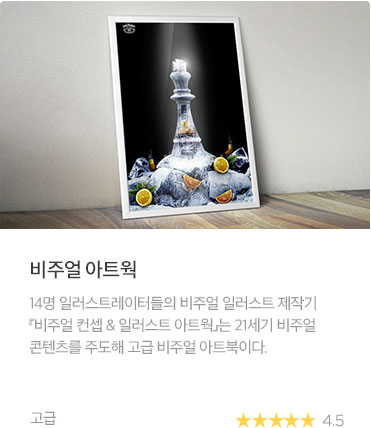 비주얼 아트웍
14명 일러스트레이터들의 비주얼 일러스트 제작기
『비주얼 컨셉 & 일러스트 아트웍』는 21세기 비주얼
콘텐츠를 주도해 고급 비주얼 아트북이다.
고급
★★★★★ 4.5